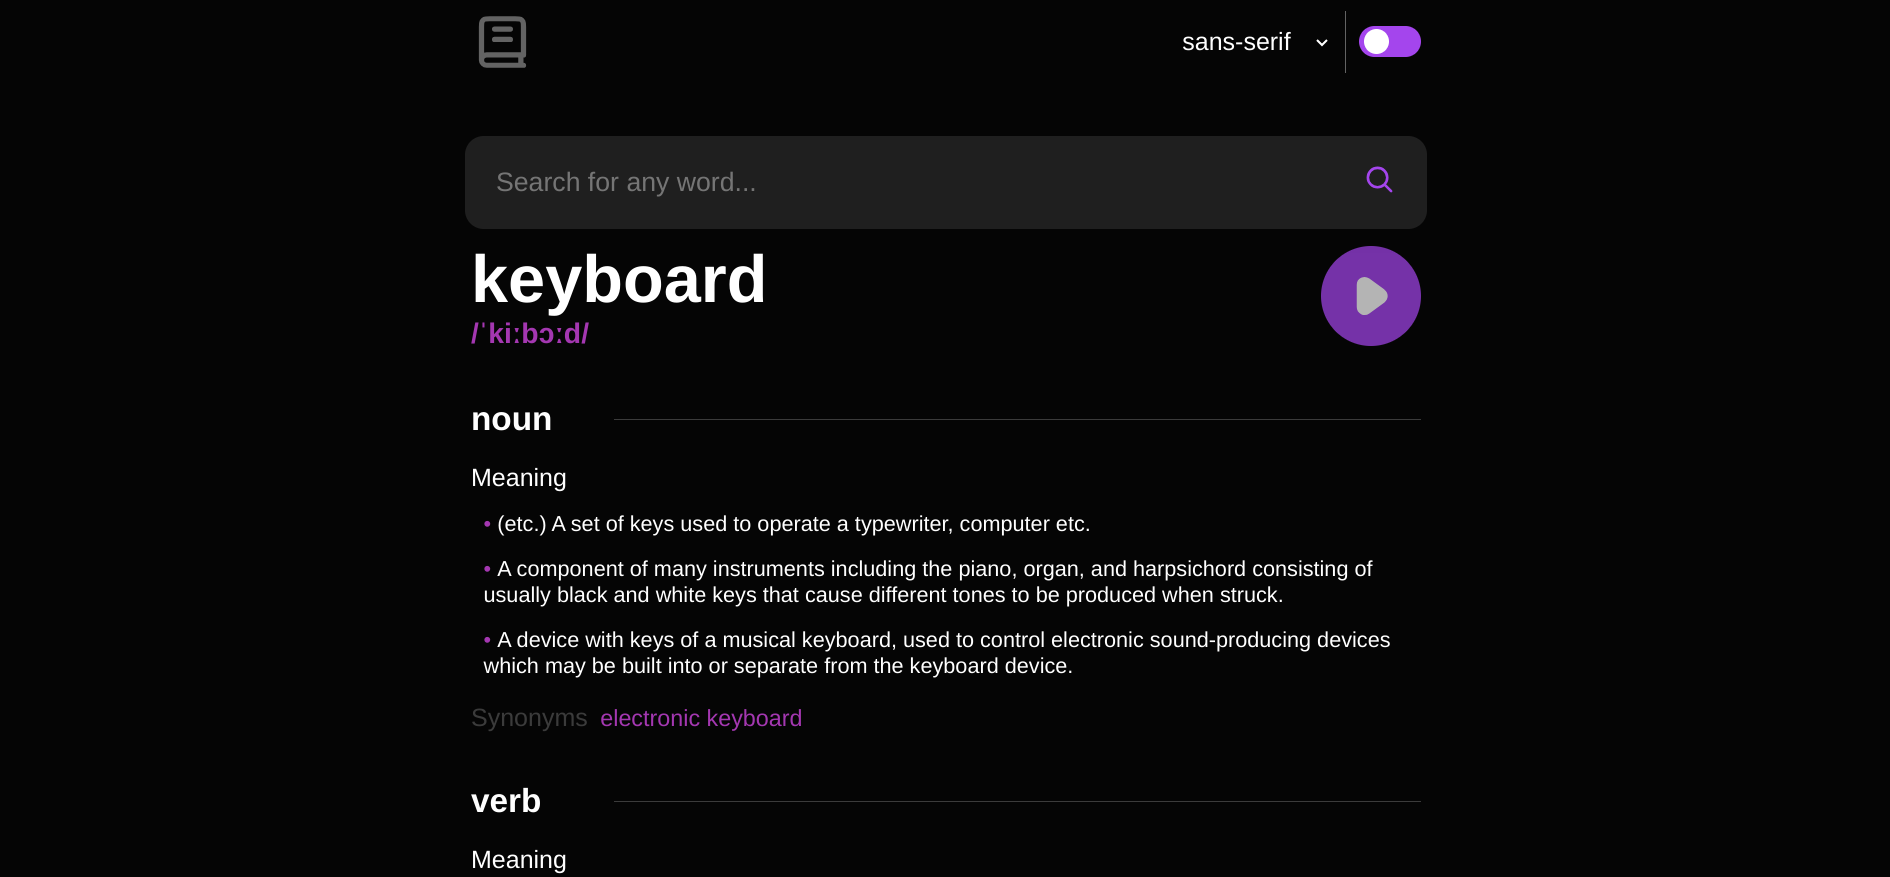 sans-serif
Search for any word...
keyboard
/ˈkiːbɔːd/
noun
Meaning
• (etc.) A set of keys used to operate a typewriter, computer etc.
• A component of many instruments including the piano, organ, and harpsichord consisting of
usually black and white keys that cause different tones to be produced when struck.
• A device with keys of a musical keyboard, used to control electronic sound-producing devices
which may be built into or separate from the keyboard device.
Synonyms electronic keyboard
verb
Meaning